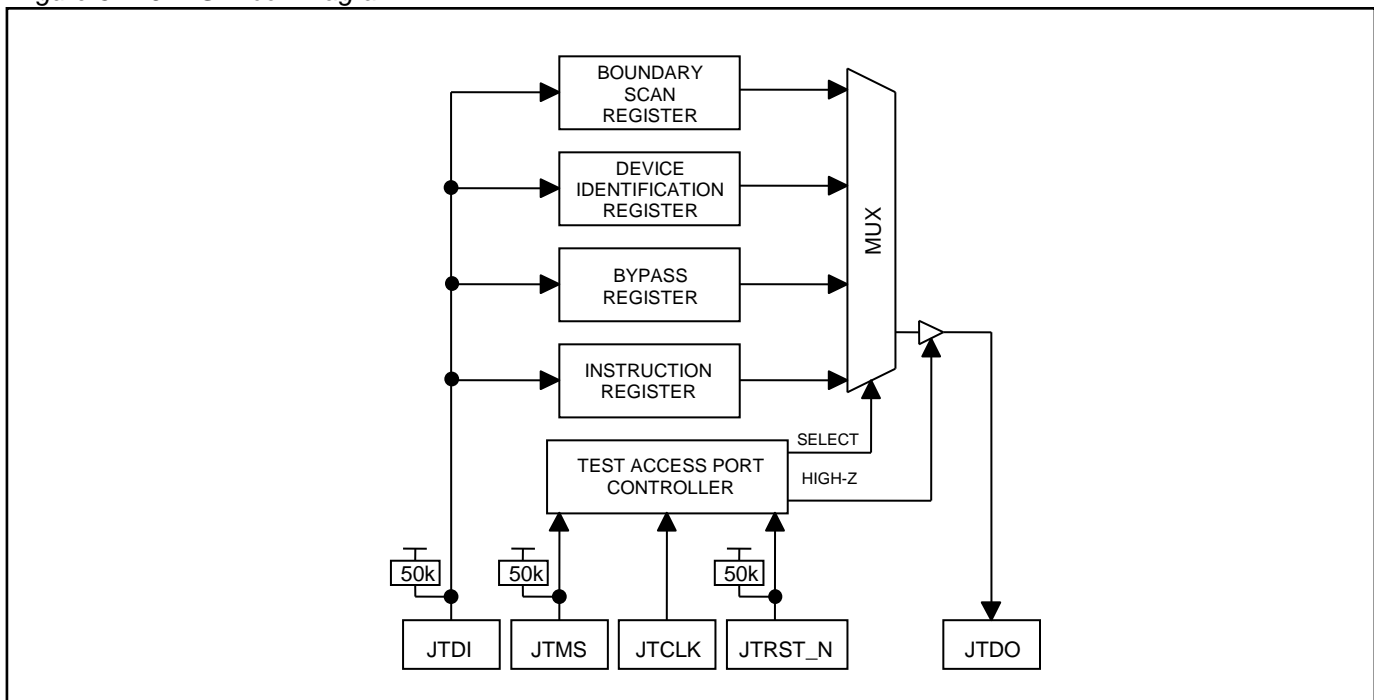 BOUNDARY
SCAN
REGISTER
DEVICE
IDENTIFICATION
REGISTER
BYPASS
REGISTER
INSTRUCTION
REGISTER
MUX
SELECT
TEST ACCESS PORT
CONTROLLER
HIGH-Z
50k
50k
50k
JTDI
JTMS
JTCLK
JTRST_N
JTDO